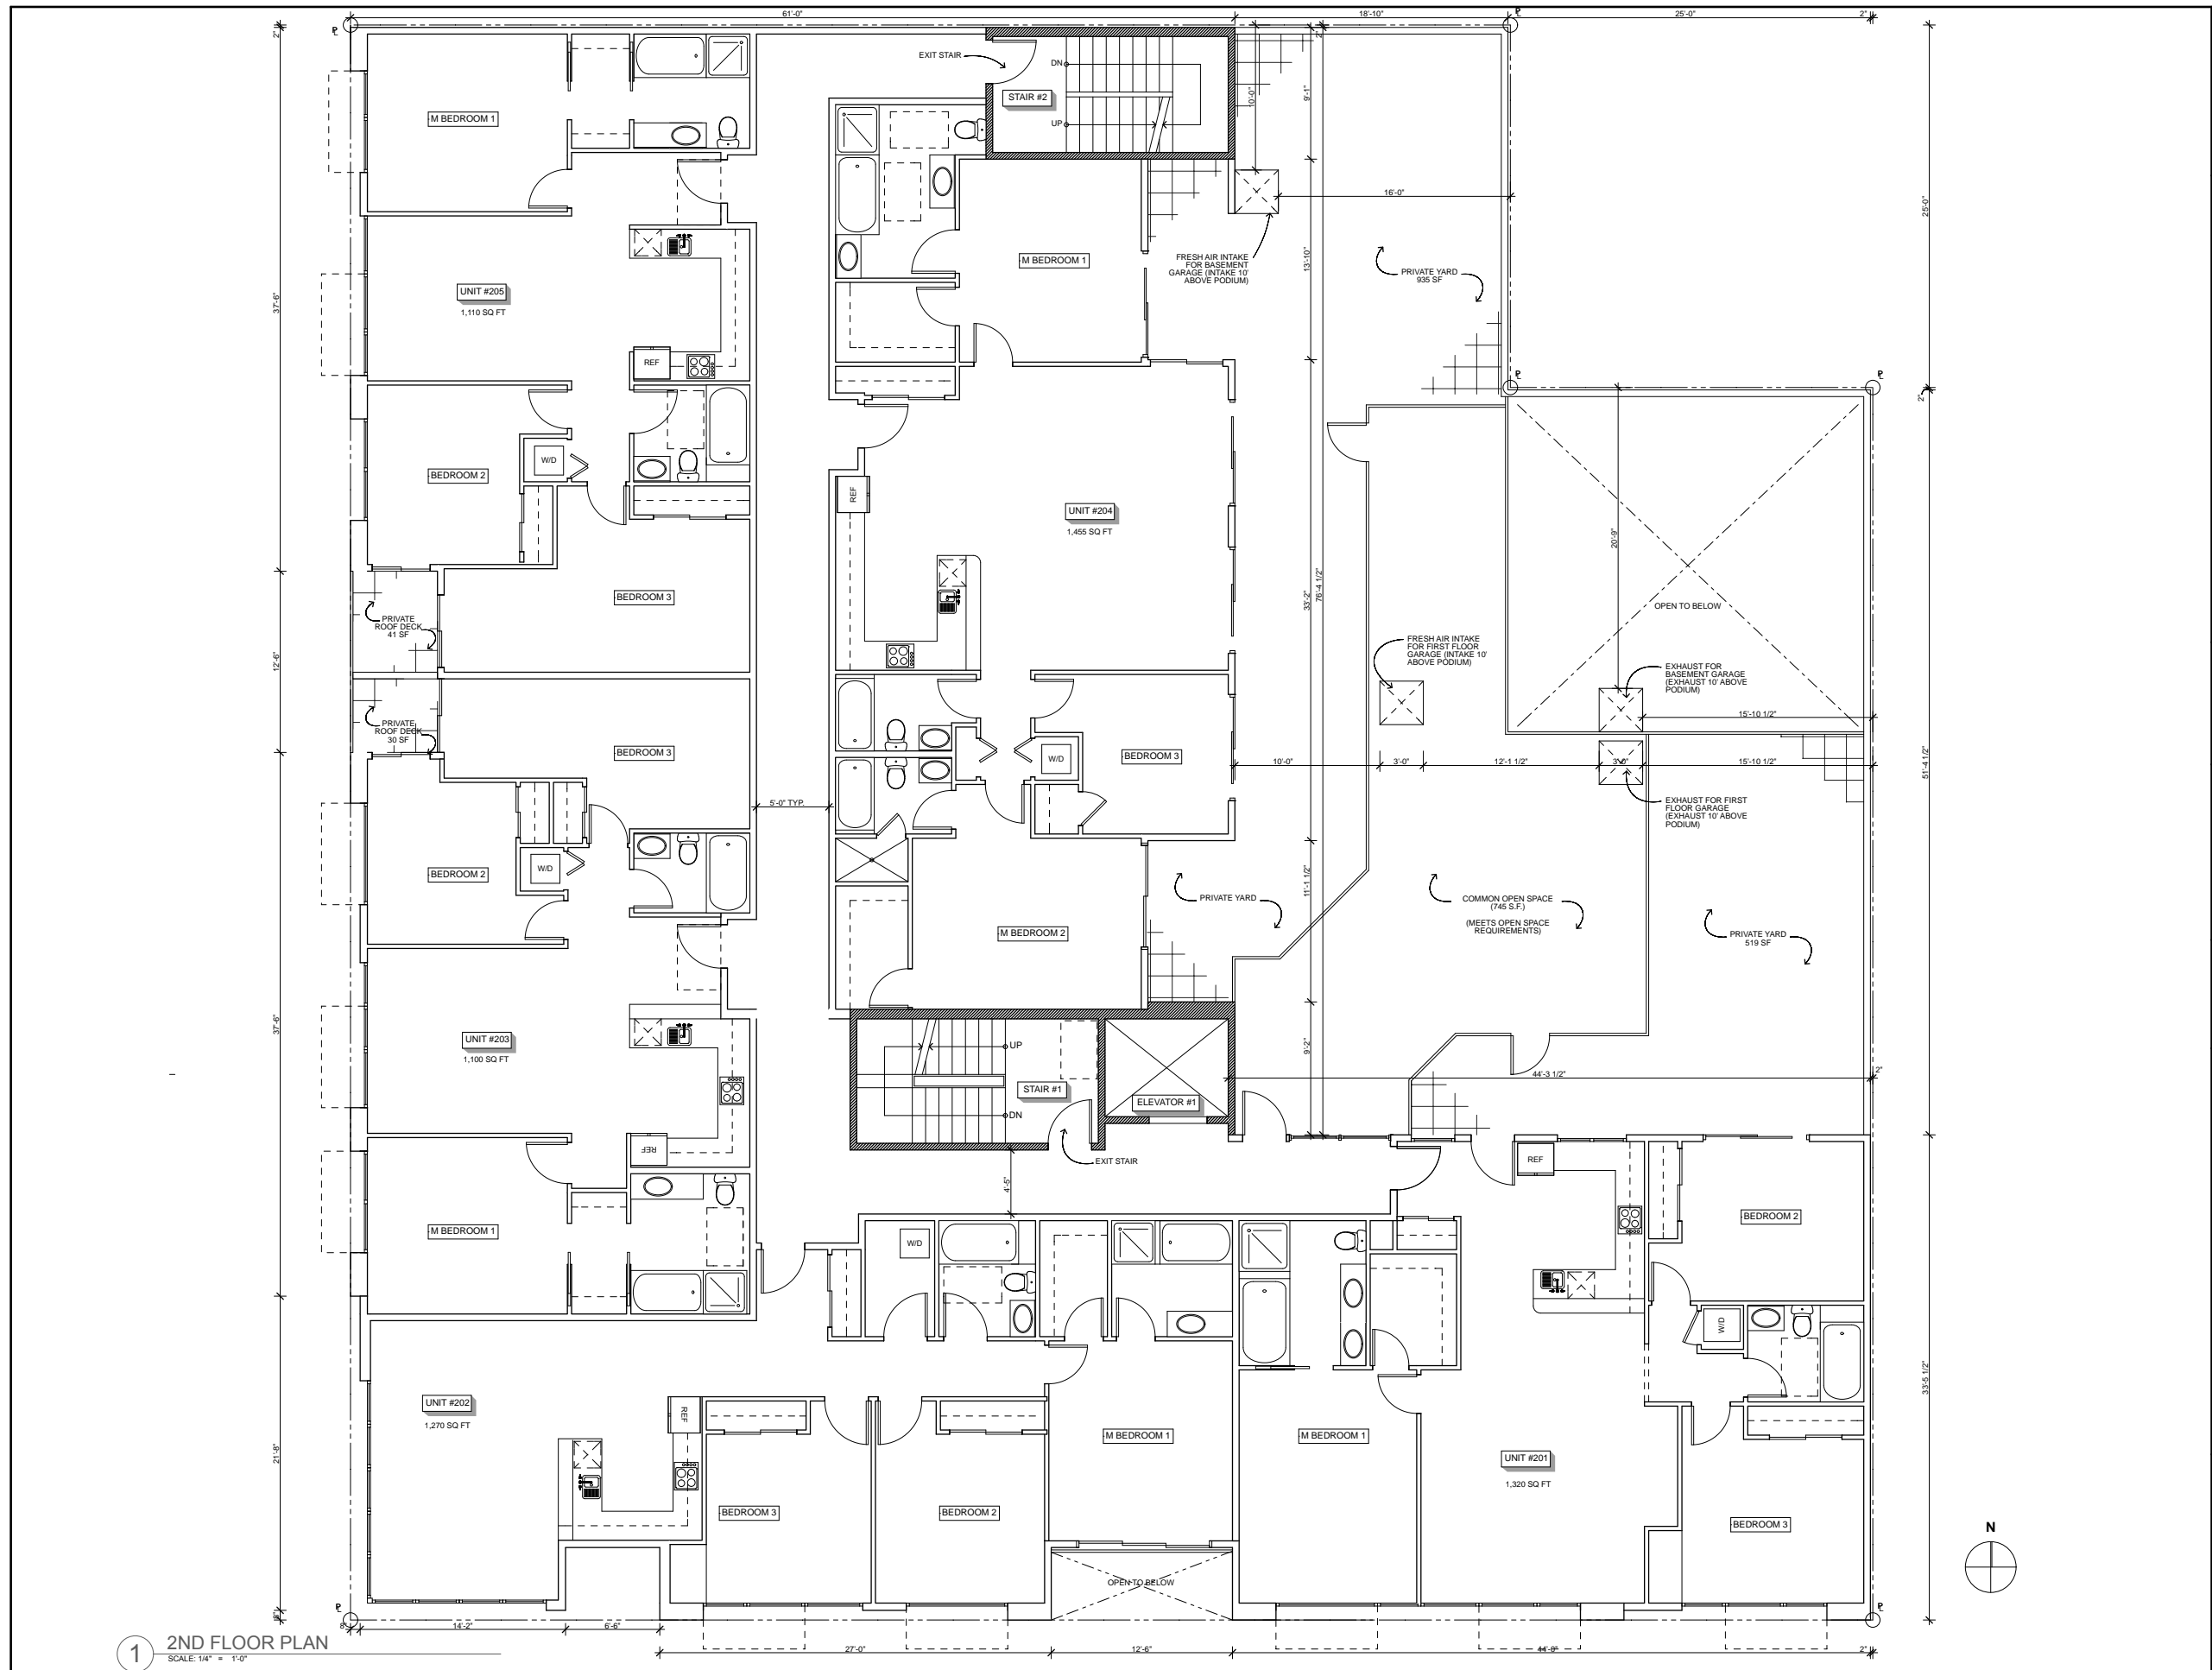 61'-0"
18'-10"
25'-0"
2"
2"
2"
EXIT STAIR
DN
STAIR #2
UP
10'-0"
9'-1"
M BEDROOM 1
16'-0"
25'-0"
M BEDROOM 1
FRESH AIR INTAKE
FOR BASEMENT
GARAGE (INTAKE 10'
ABOVE PODIUM)
13'-10"
PRIVATE YARD
935 SF
UNIT #205
1,110 SQ FT
37'-6"
REF
2"
BEDROOM 2
W/D
REF
UNIT #204
1,455 SQ FT
20'-9"
BEDROOM 3
33'-2"
76'-4 1/2"
OPEN TO BELOW
PRIVATE
ROOF DECK
41 SF
12'-6"
FRESH AIR INTAKE
FOR FIRST FLOOR
GARAGE (INTAKE 10'
ABOVE PODIUM)
EXHAUST FOR
BASEMENT GARAGE
(EXHAUST 10' ABOVE
PODIUM)
15'-10 1/2"
PRIVATE
ROOF DECK
30 SF
BEDROOM 3
W/D
BEDROOM 3
10'-0"
3'-0"
12'-1 1/2"
3'-0"
15'-10 1/2"
51'-4 1/2"
5'-0" TYP.
EXHAUST FOR FIRST
FLOOR GARAGE
(EXHAUST 10' ABOVE
PODIUM)
BEDROOM 2
W/D
11'-1 1/2"
PRIVATE YARD
COMMON OPEN SPACE
(745 S.F.)
(MEETS OPEN SPACE
REQUIREMENTS)
M BEDROOM 2
PRIVATE YARD
519 SF
37'-6"
UNIT #203
1,100 SQ FT
UP
9'-2"
44'-3 1/2"
2"
STAIR #1
ELEVATOR #1
DN
REF
EXIT STAIR
REF
4'-5"
M BEDROOM 1
BEDROOM 2
W/D
W/D
33'-5 1/2"
UNIT #202
1,270 SQ FT
REF
M BEDROOM 1
M BEDROOM 1
21'-8"
UNIT #201
1,320 SQ FT
BEDROOM 3
BEDROOM 2
BEDROOM 3
N
OPEN TO BELOW
8"
14'-2"
6'-6"
27'-0"
12'-6"
2"
1
2ND FLOOR PLAN
SCALE: 1/4" = 1'-0"